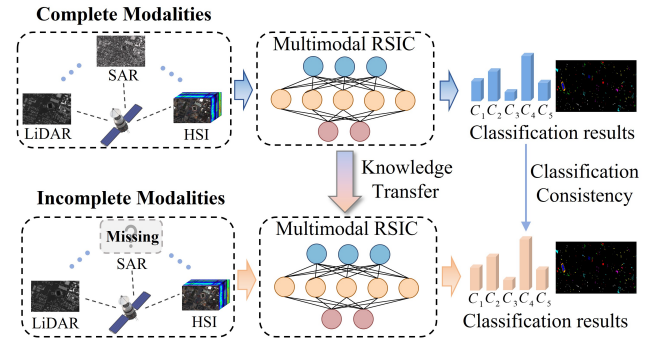 Complete Modalities
SAR
LiDAR
HSI
Multimodal RSIC
C1 C2 C3 C4 C5
Classification results
Knowledge
Transfer
Classification
Consistency
Incomplete Modalities
?
Missing
SAR
LiDAR
HSI
Multimodal RSIC
C1 C2 C3 C4 C5
Classification results